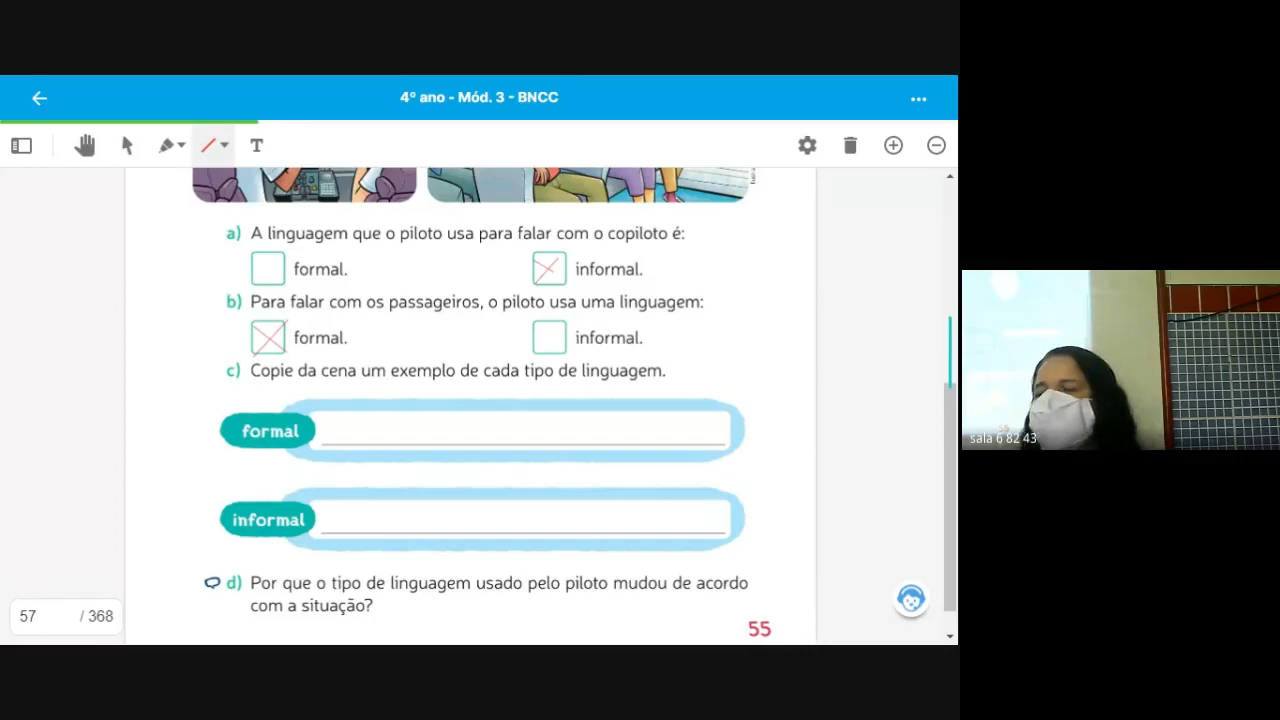 4º ano - Mód. 3 - BNCC
T
a) A linguagem que o piloto usa para falar com o copiloto é:
formal. informal.
b) Para falar com os passageiros, o piloto usa uma linguagem:
formal. informal.
c) Copie da cena um exemplo de cada tipo de linguagem.
formal
informal
d) Por que o tipo de linguagem usado pelo piloto mudou de acordo
com a situação?
55
57 / 368
55
sala 6 82 43